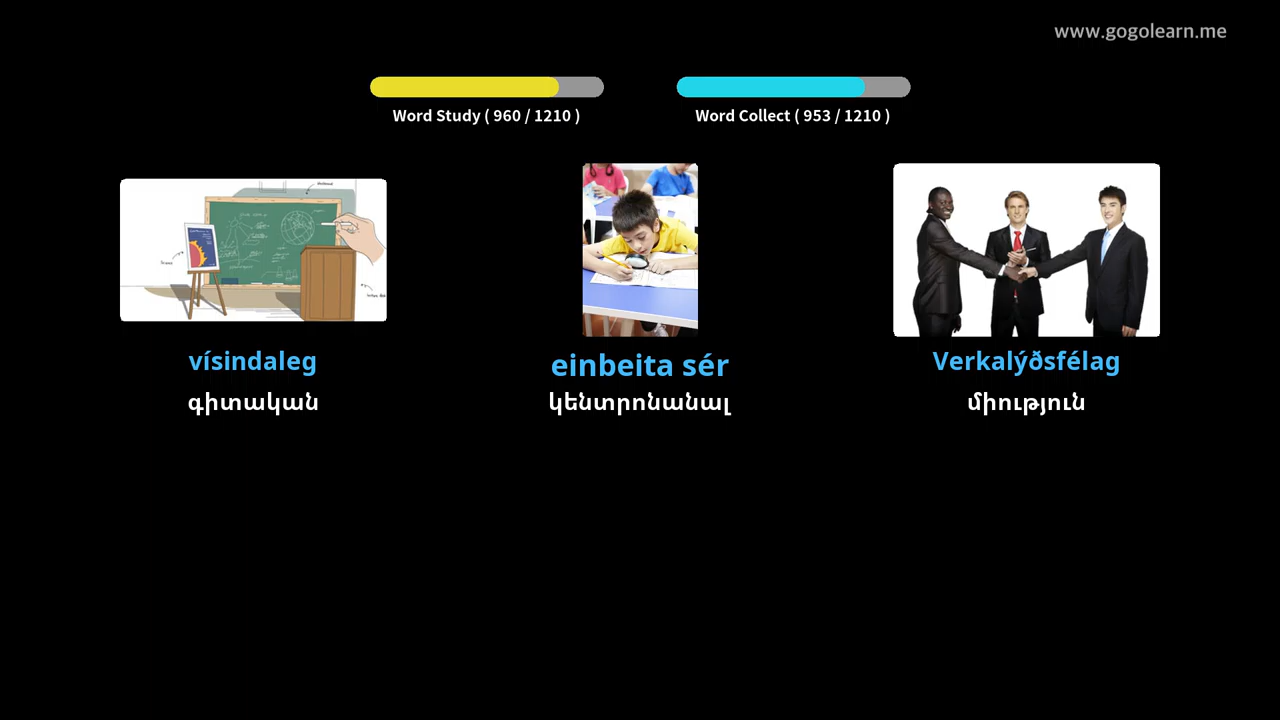 www.gogolearn.me
Word Study ( 960 / 1210 )
Word Collect ( 953 / 1210 )
vísindaleg
einbeita sér
Verkalýðsfélag
գիտական
կենտրոնանալ
միություն